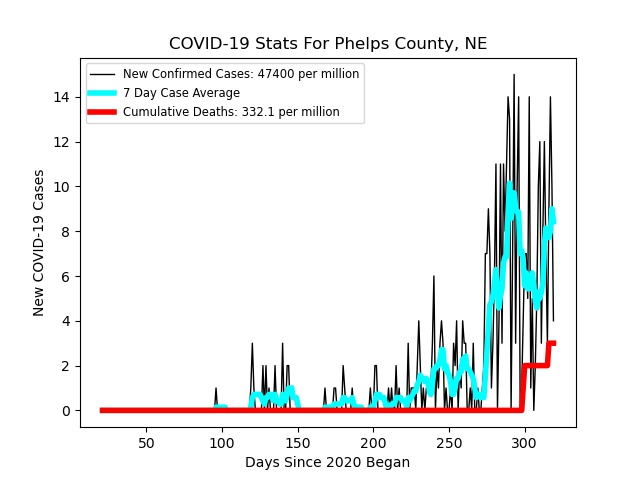 COVID-19 Stats For Phelps County, NE
New Confirmed Cases: 47400 per million
7 Day Case Average
Cumulative Deaths: 332.1 per million
14
12
10
8
6
4
2
0
New COVID-19 Cases
50 100 150 200 250 300
Days Since 2020 Began